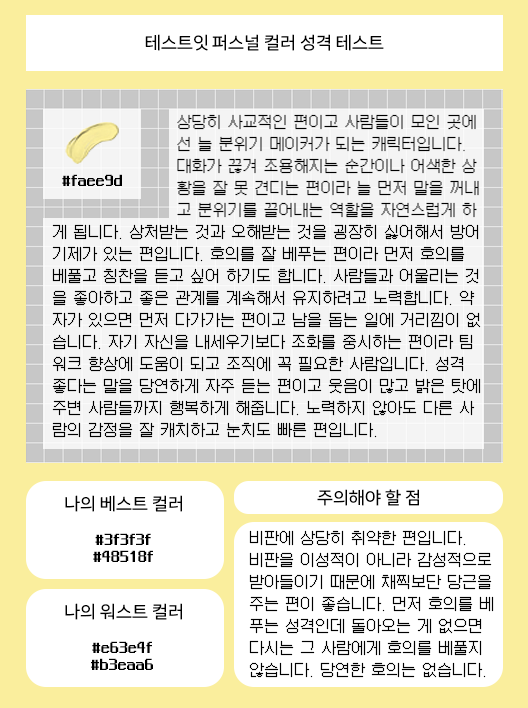 테스트잇 퍼스널 컬러 성격 테스트
#faee9d
상당히 사교적인 편이고 사람들이 모인 곳에
선 늘 분위기 메이커가 되는 캐릭터입니다.
대화가 끊겨 조용해지는 순간이나 어색한 상
황을 잘 못 견디는 편이라 늘 먼저 말을 꺼내
고 분위기를 끌어내는 역할을 자연스럽게 하
게 됩니다. 상처받는 것과 오해받는 것을 굉장히 싫어해서 방어
기제가 있는 편입니다. 호의를 잘 베푸는 편이라 먼저 호의를
베풀고 칭찬을 듣고 싶어 하기도 합니다. 사람들과 어울리는 것
을 좋아하고 좋은 관계를 계속해서 유지하려고 노력합니다. 약
자가 있으면 먼저 다가가는 편이고 남을 돕는 일에 거리낌이 없
습니다. 자기 자신을 내세우기보다 조화를 중시하는 편이라 팀
워크 향상에 도움이 되고 조직에 꼭 필요한 사람입니다. 성격
좋다는 말을 당연하게 자주 듣는 편이고 웃음이 많고 밝은 탓에
주변 사람들까지 행복하게 해줍니다. 노력하지 않아도 다른 사
람의 감정을 잘 캐치하고 눈치도 빠른 편입니다.
나의 베스트 컬러
#3f3f3f
#48518f
나의 워스트 컬러
#e63e4f
#b3eaa6
주의해야 할 점
비판에 상당히 취약한 편입니다.
비판을 이성적이 아니라 감성적으로
받아들이기 때문에 채찍보단 당근을
주는 편이 좋습니다. 먼저 호의를 베
푸는 성격인데 돌아오는 게 없으면
다시는 그 사람에게 호의를 베풀지
않습니다. 당연한 호의는 없습니다.